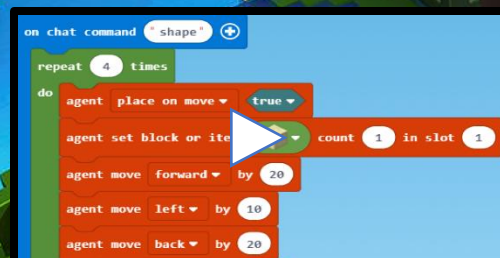 on chat command "shape"
repeat 4 times
do
agent place on move true
agent set block or ite count 1 in slot 1
agent move forward by 20
agent move left by 10
agent move back by 20